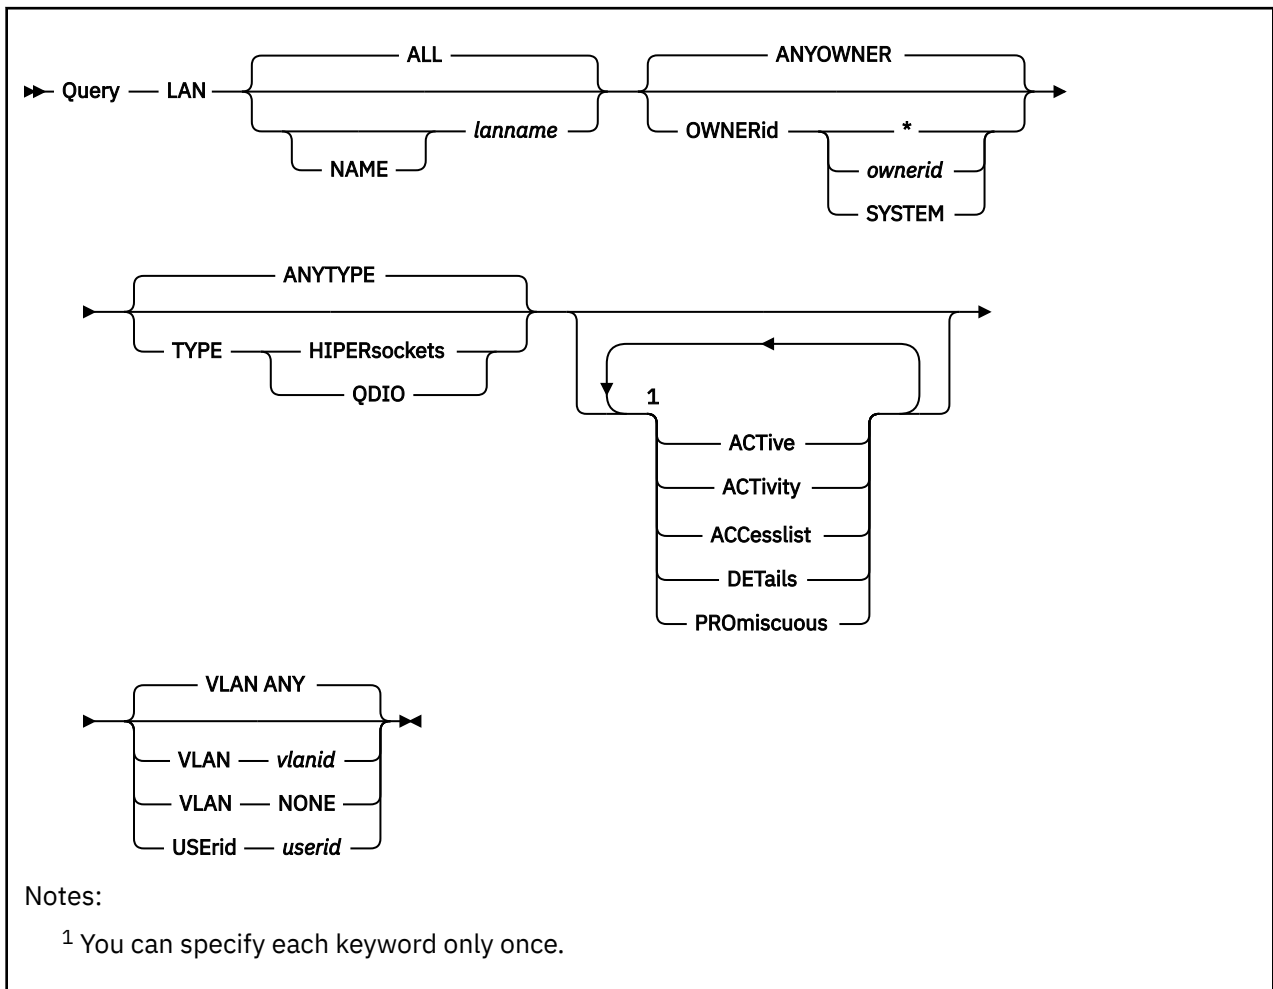 ALL
ANYOWNER
Query LAN
NAME lanname
OWNERid *
ownerid
SYSTEM
ANYTYPE
TYPE HIPERsockets
QDIO
1
ACTive
ACTivity
ACCesslist
DETails
PROmiscuous
VLAN ANY
VLAN vlanid
VLAN NONE
USErid userid
Notes:
1 You can specify each keyword only once.